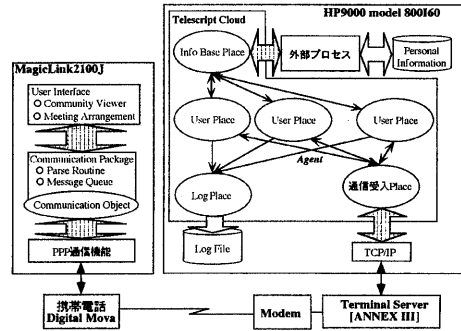 HP9000 model 800I60
Telescript Cloud
Info Base Place
外部プロセス
Personal
Information
MagicLink2100J
User Interface
Community Viewer
Meeting Arrangement
User Place
User Place
User Place
Communication Package
Parse Routine
Message Queue
Agent
Communication Object
Log Place
通信受入Place
PPP通信機能
Log File
TCP/IP
携帯電話
Digital Mova
Modem
Terminal Server
[ANNEX III]